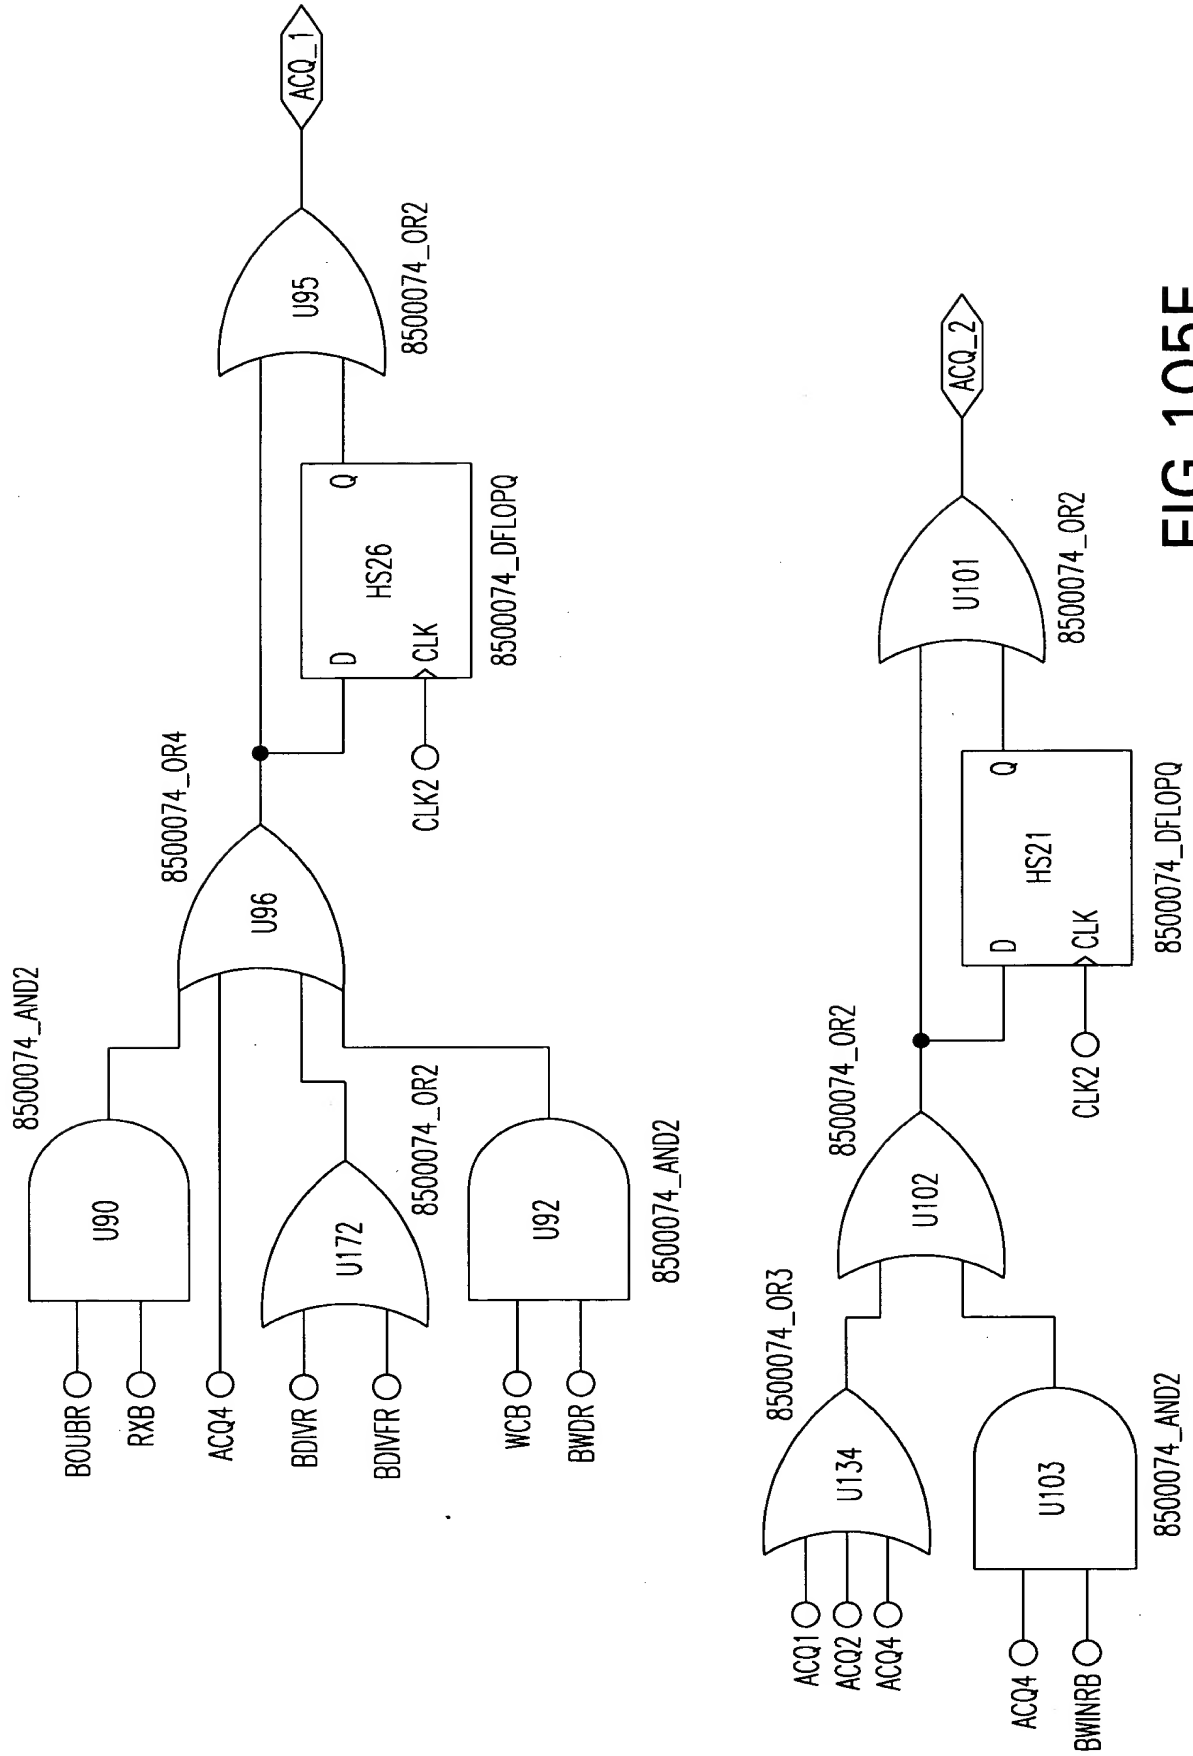 8500074_AND2
U90
BOUBR
RXB
ACQ4
BDIVR
BDIVFR
U172
8500074_OR2
WCB
BWDR
U92
8500074_AND2
U96
8500074_OR4
D
Q
HS26
CLK
CLK2
8500074_DFLOPQ
U95
8500074_OR2
ACQ_1
8500074_OR3
U134
ACQ1
ACQ2
ACQ4
ACQ4
BWINRB
U103
8500074_AND2
U102
8500074_OR2
D
Q
HS21
CLK
CLK2
8500074_DFLOPQ
U101
8500074_OR2
ACQ_2